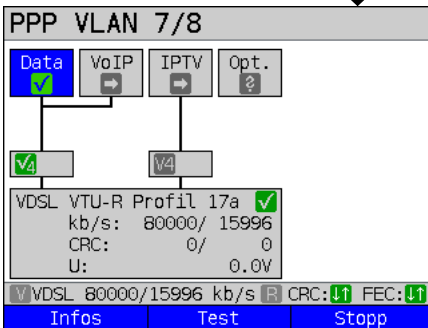 PPP VLAN 7/8
Data VoIP IPTV Opt.
?
V4 V4
VDSL VTU-R Profil 17a
kb/s: 80000/ 15996
CRC: 0/ 0
U: 0.0V
V VDSL 80000/15996 kb/s R CRC: FEC:
Infos Test Stopp